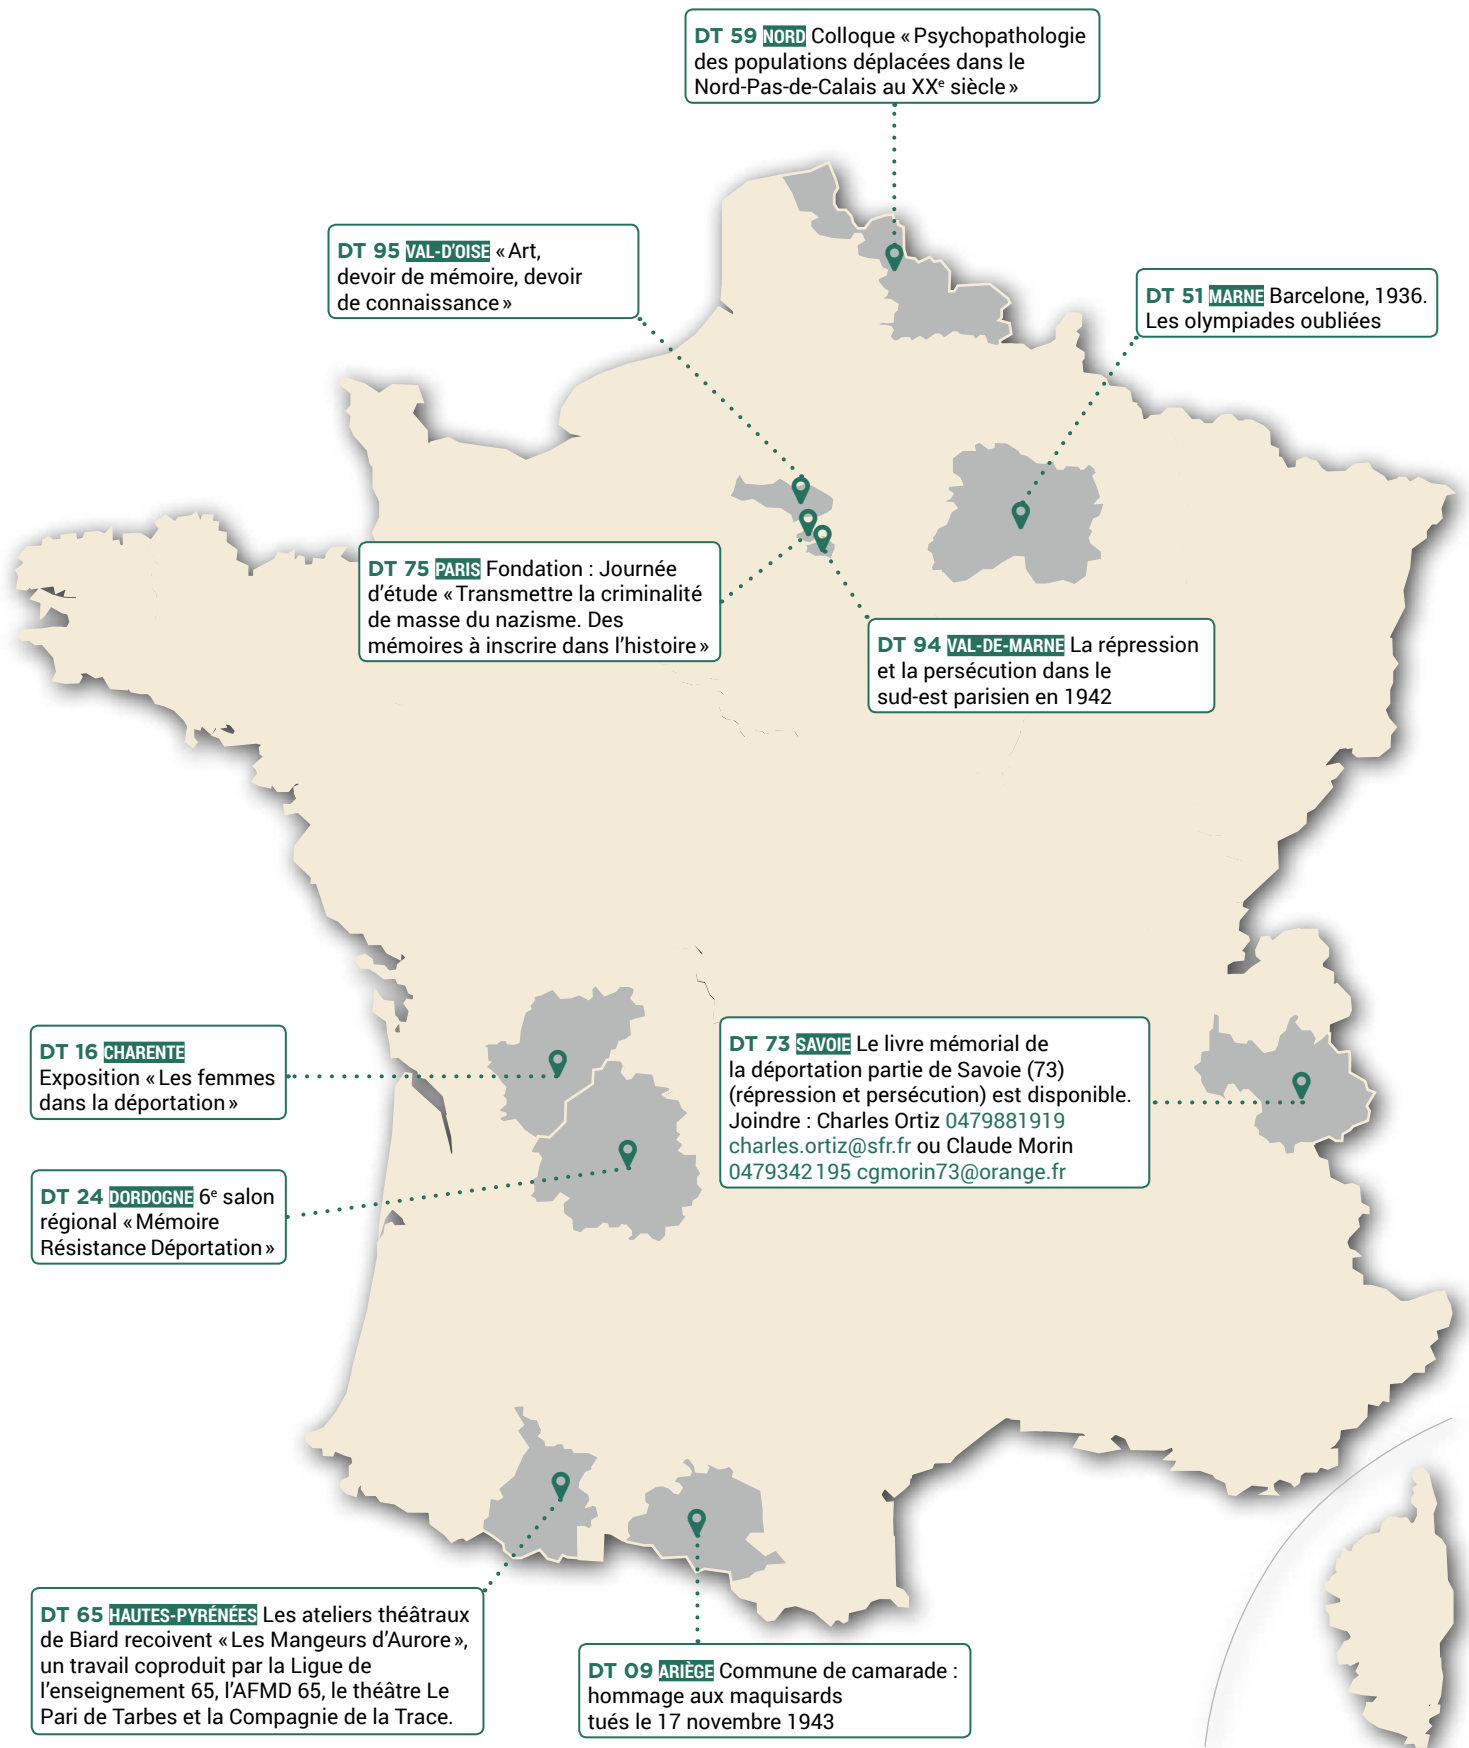 DT 59 NORD Colloque « Psychopathologie
des populations déplacées dans le
Nord-Pas-de-Calais au XXe siècle »
DT 95 VAL-D'OISE « Art,
devoir de mémoire, devoir
de connaissance »
DT 51 MARNE Barcelone, 1936.
Les olympiades oubliées
DT 75 PARIS Fondation : Journée
d'étude « Transmettre la criminalité
de masse du nazisme. Des
mémoires à inscrire dans l'histoire »
DT 94 VAL-DE-MARNE La répression
et la persécution dans le
sud-est parisien en 1942
DT 16 CHARENTE
Exposition « Les femmes
dans la déportation »
DT 73 SAVOIE Le livre mémorial de
la déportation partie de Savoie (73)
(répression et persécution) est disponible.
Joindre : Charles Ortiz 0479881919
charles.ortiz@sfr.fr ou Claude Morin
0479342195 cgmorin73@orange.fr
DT 24 DORDOGNE 6e salon
régional « Mémoire
Résistance Déportation »
DT 65 HAUTES-PYRÉNÉES Les ateliers théâtraux
de Biard recoivent « Les Mangeurs d'Aurore »,
un travail coproduit par la Ligue de
l'enseignement 65, l'AFMD 65, le théâtre Le
Pari de Tarbes et la Compagnie de la Trace.
DT 09 ARIÈGE Commune de camarade :
hommage aux maquisards
tués le 17 novembre 1943